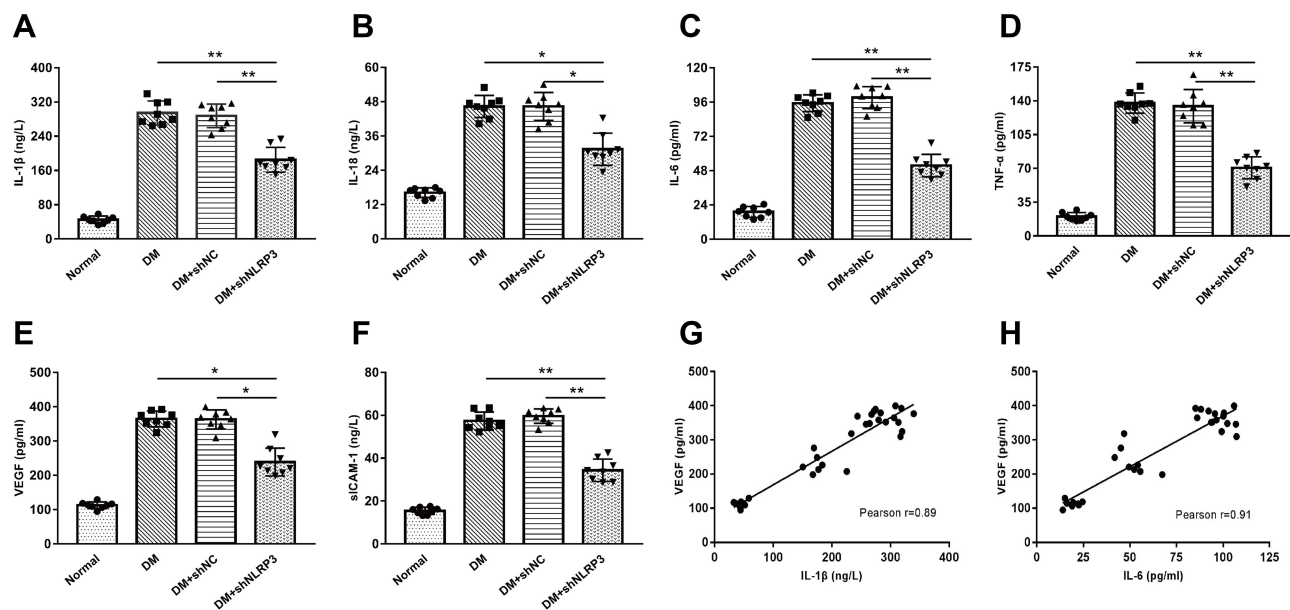 A
IL-1β (ng/L)
400
320
240
160
80
0
**
**
Normal
DM
DM+shNC
DM+shNLRP3
B
IL-18 (ng/L)
60
48
36
24
12
0
*
*
Normal
DM
DM+shNC
DM+shNLRP3
C
IL-6 (pg/ml)
120
96
72
48
24
0
**
**
Normal
DM
DM+shNC
DM+shNLRP3
D
TNF-α (pg/ml)
175
140
105
70
35
0
**
**
Normal
DM
DM+shNC
DM+shNLRP3
E
VEGF (pg/ml)
500
400
300
200
100
0
*
*
Normal
DM
DM+shNC
DM+shNLRP3
F
sICAM-1 (ng/ml)
80
60
40
20
0
**
**
Normal
DM
DM+shNC
DM+shNLRP3
G
VEGF (pg/ml)
500
400
300
200
100
0
Pearson r=0.89
0 100 200 300 400
IL-1β (ng/L)
H
VEGF (pg/ml)
500
400
300
200
100
0
Pearson r=0.91
0 25 50 75 100 125
IL-6 (pg/ml)